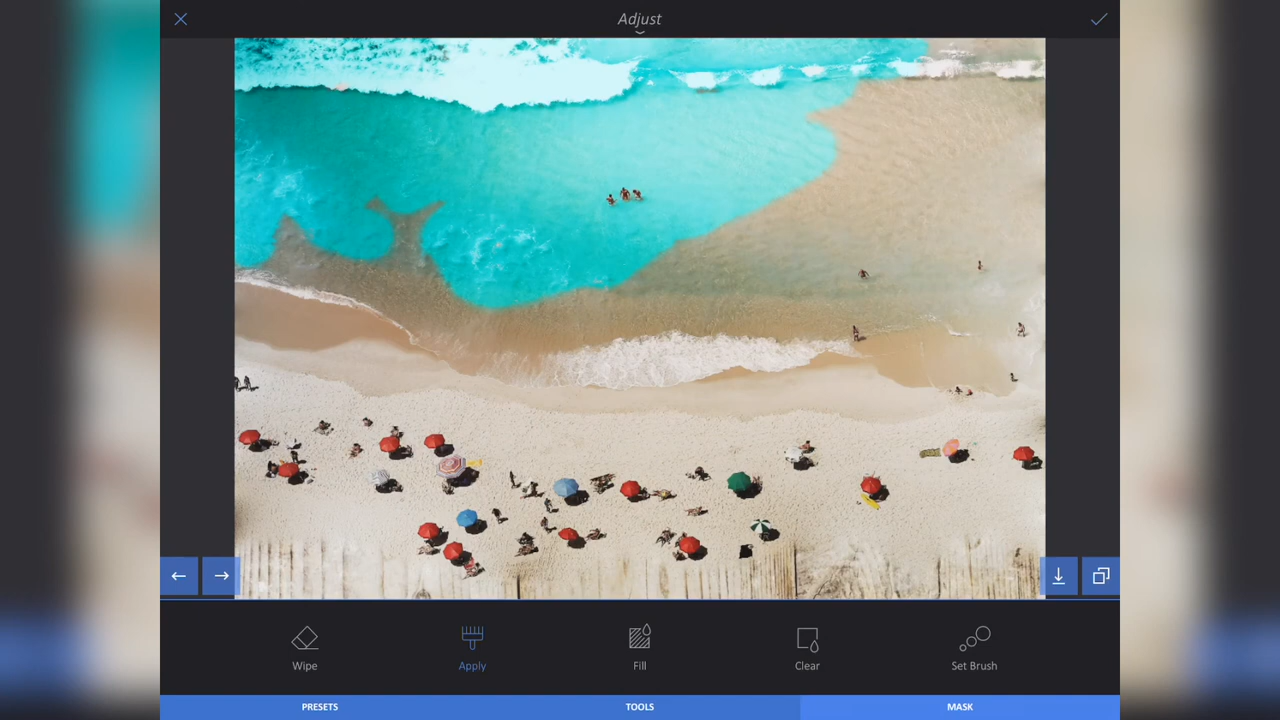 Adjust
Wipe
Apply
Fill
Clear
Set Brush
PRESETS
TOOLS
MASK